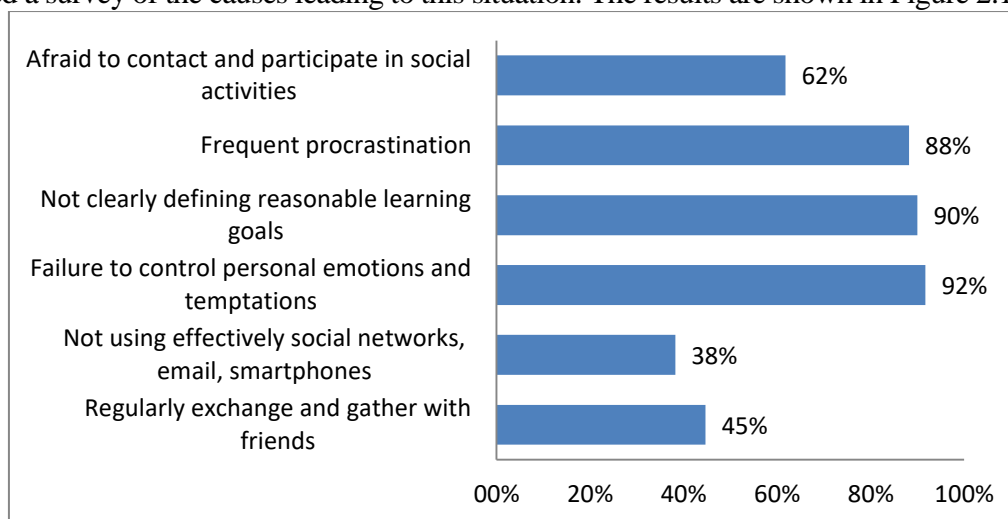 ed a survey of the causes leading to this situation. The results are shown in Figure 2.1
Afraid to contact and participate in social
activities
62%
Frequent procrastination
88%
Not clearly defining reasonable learning
goals
90%
Failure to control personal emotions and
temptations
92%
Not using effectively social networks,
email, smartphones
38%
Regularly exchange and gather with
friends
45%
00% 20% 40% 60% 80% 100%